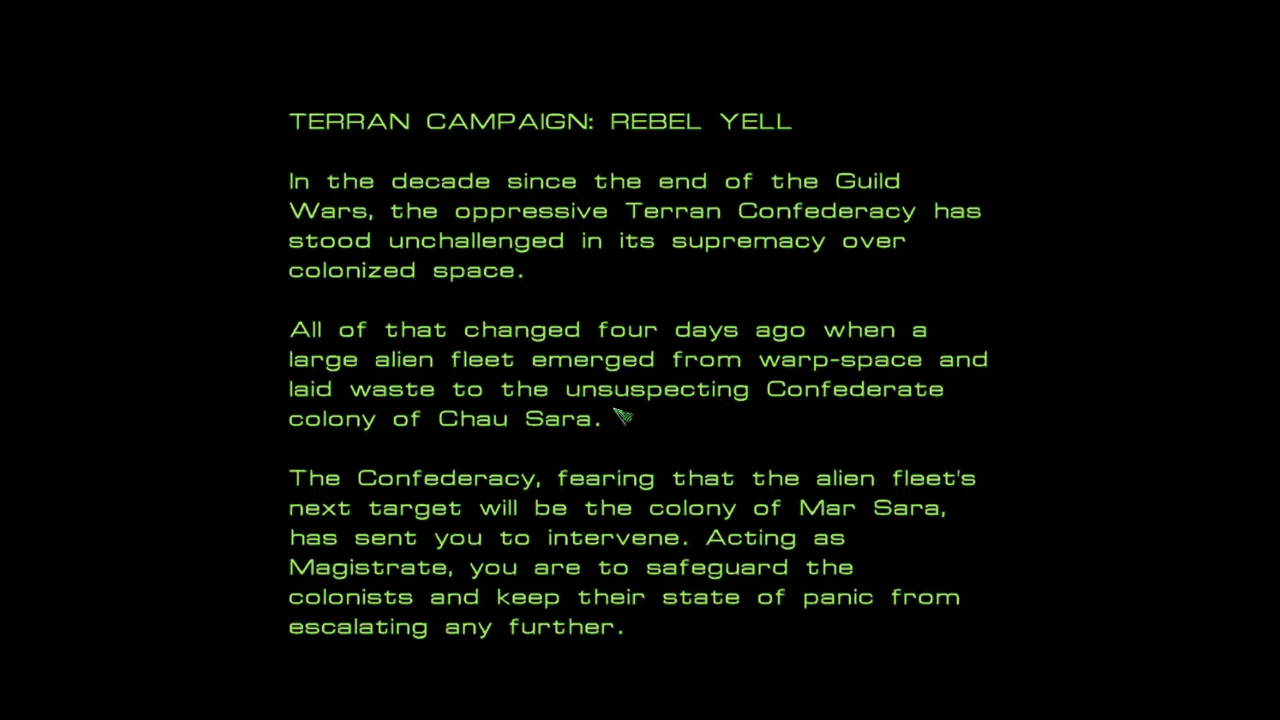 TERRAN CAMPAIGN: REBEL YELL
In the decade since the end of the Guild
Wars, the oppressive Terran Confederacy has
stood unchallenged in its supremacy over
colonized space.
All of that changed four days ago when a
large alien fleet emerged from warp-space and
laid waste to the unsuspecting Confederate
colony of Chau Sara.
The Confederacy, fearing that the alien fleet's
next target will be the colony of Mar Sara,
has sent you to intervene. Acting as
Magistrate, you are to safeguard the
colonists and keep their state of panic from
escalating any further.